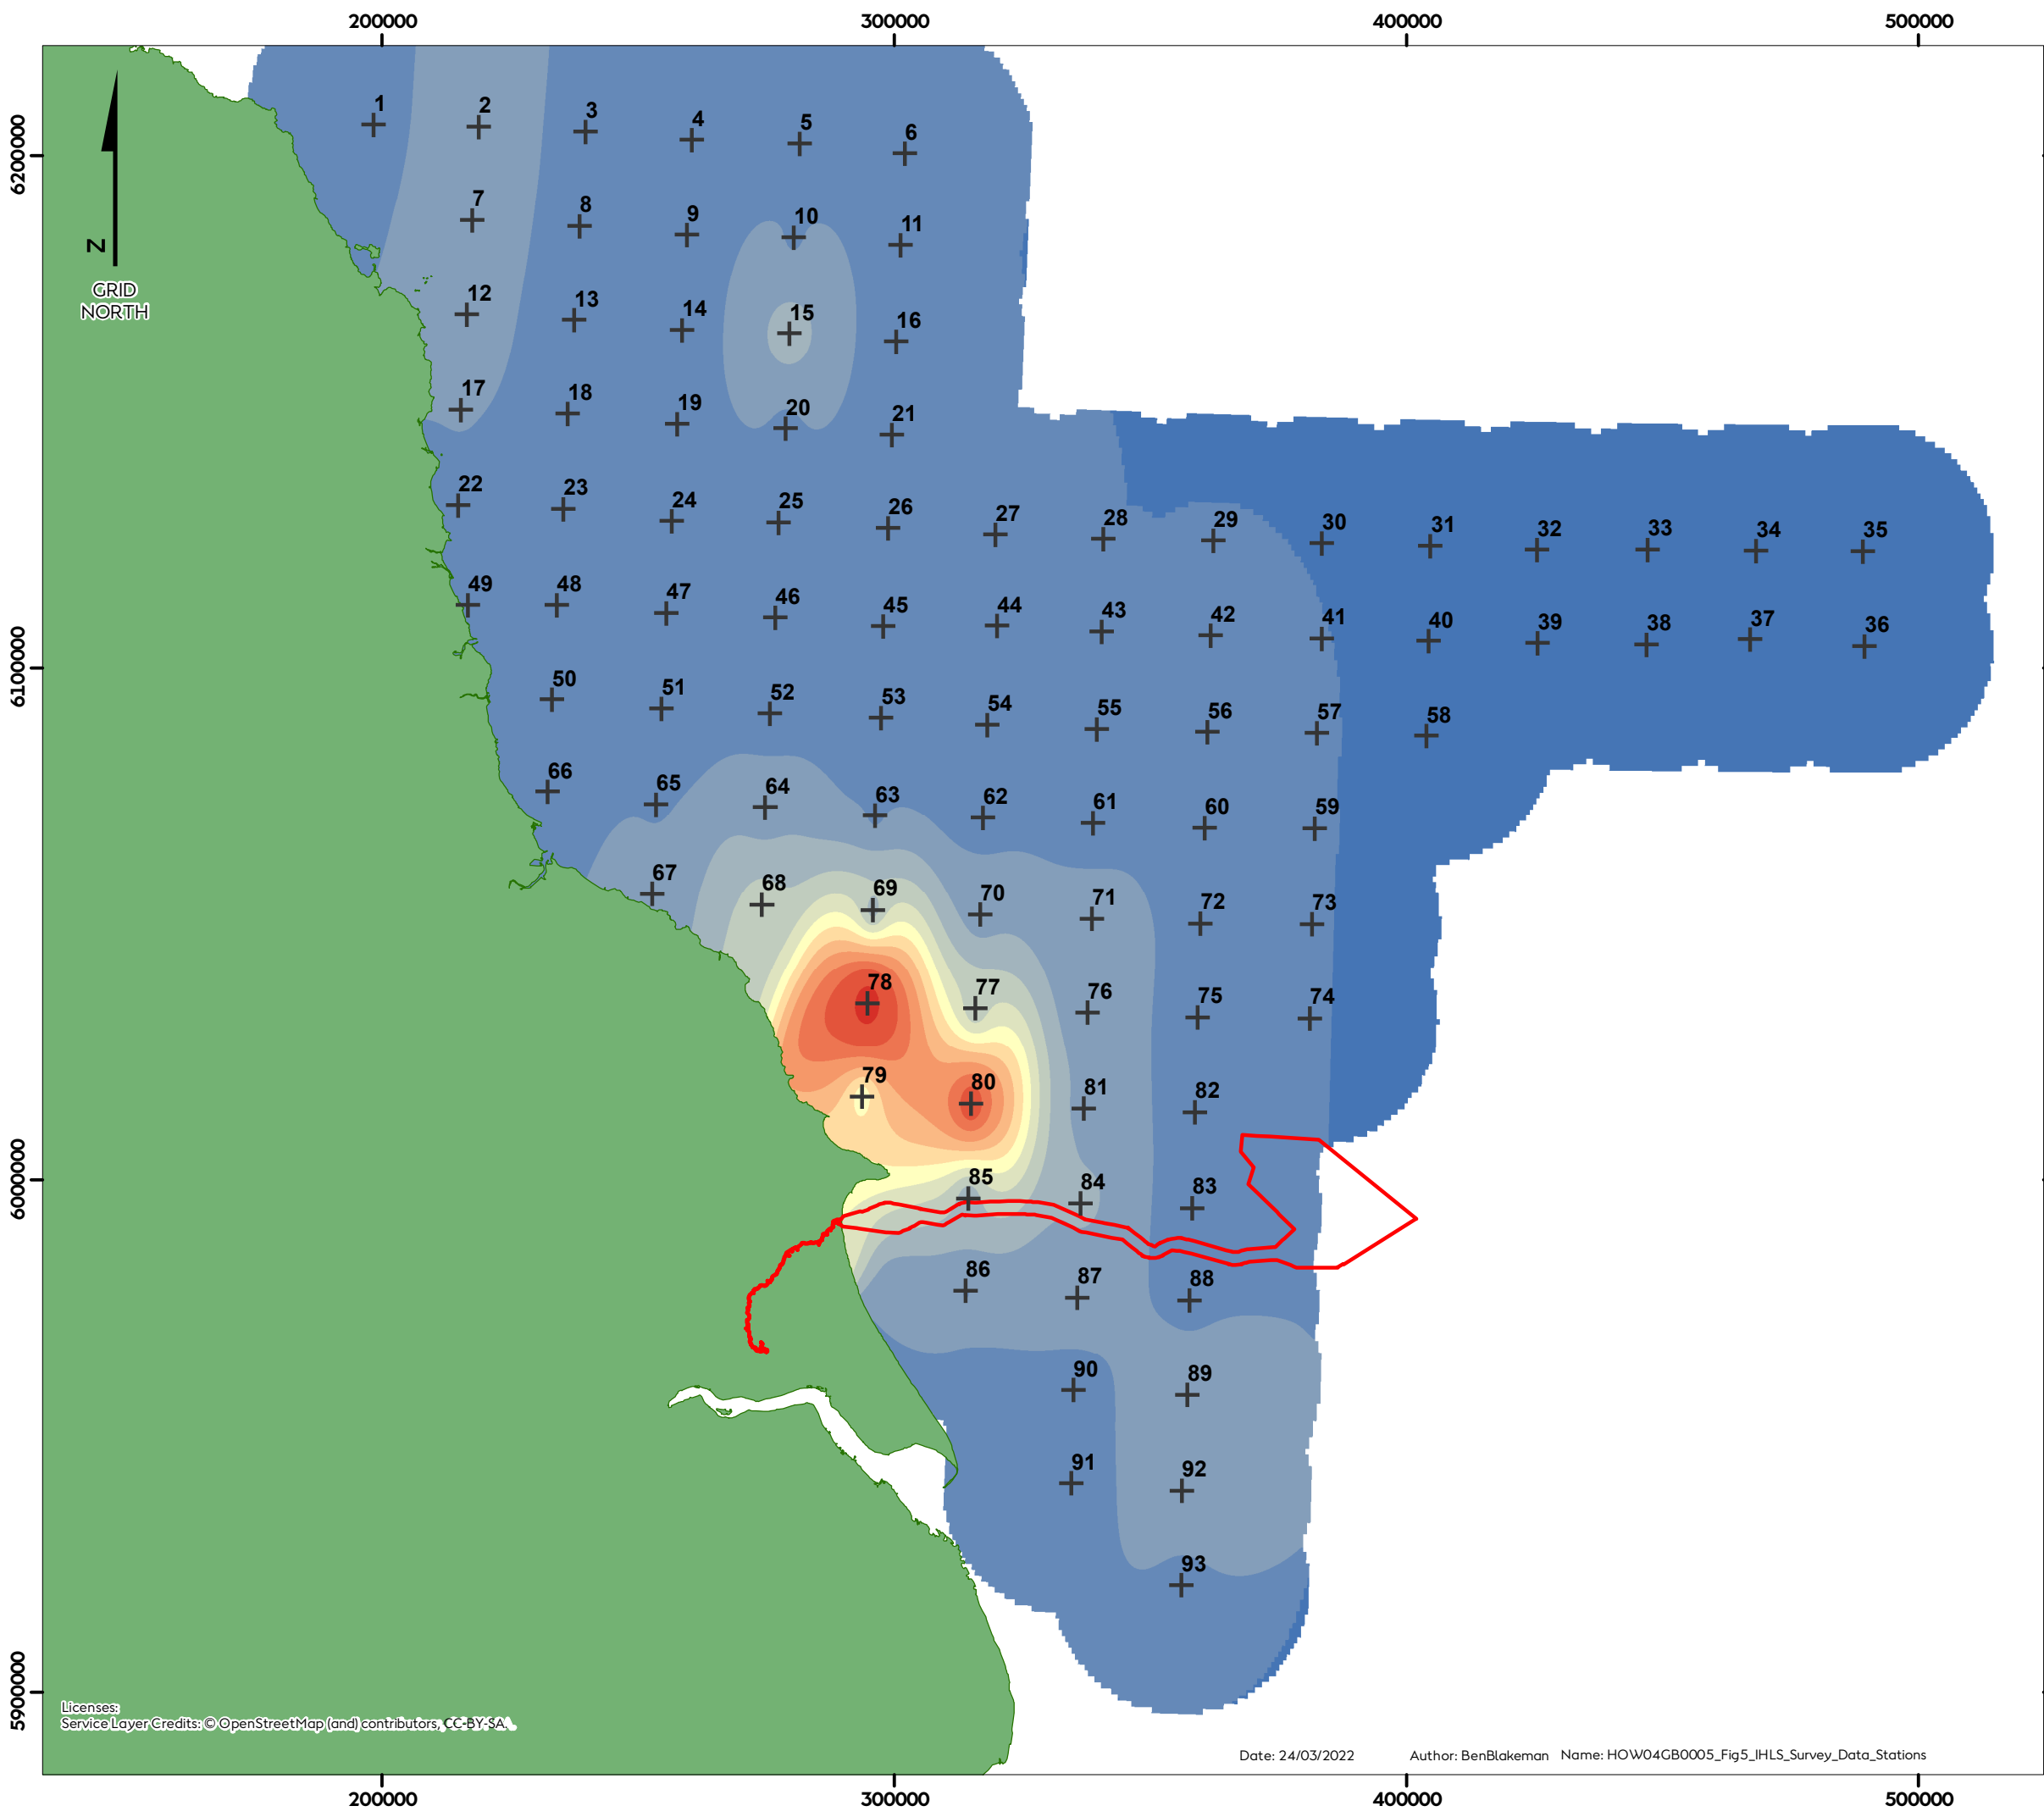 200000 300000 400000 500000
6200000
6100000
6000000
5900000
N
GRID
NORTH
1 2 3 4 5 6
7 8 9 10 11
12 13 14 15 16
17 18 19 20 21
22 23 24 25 26 27 28 29 30 31 32 33 34 35
49 48 47 46 45 44 43 42 41 40 39 38 37 36
50 51 52 53 54 55 56 57 58
66 65 64 63 62 61 60 59
67 68 69 70 71 72 73
78 77 76 75 74
79 80 81 82
85 84 83
86 87 88
90 89
91 92
93
Licenses:
Service Layer Credits: © OpenStreetMap (and) contributors, CC-BY-SA.
Date: 24/03/2022 Author: BenBlakeman Name: HOW04GB0005_Fig5_IHLS_Survey_Data_Stations
200000 300000 400000 500000